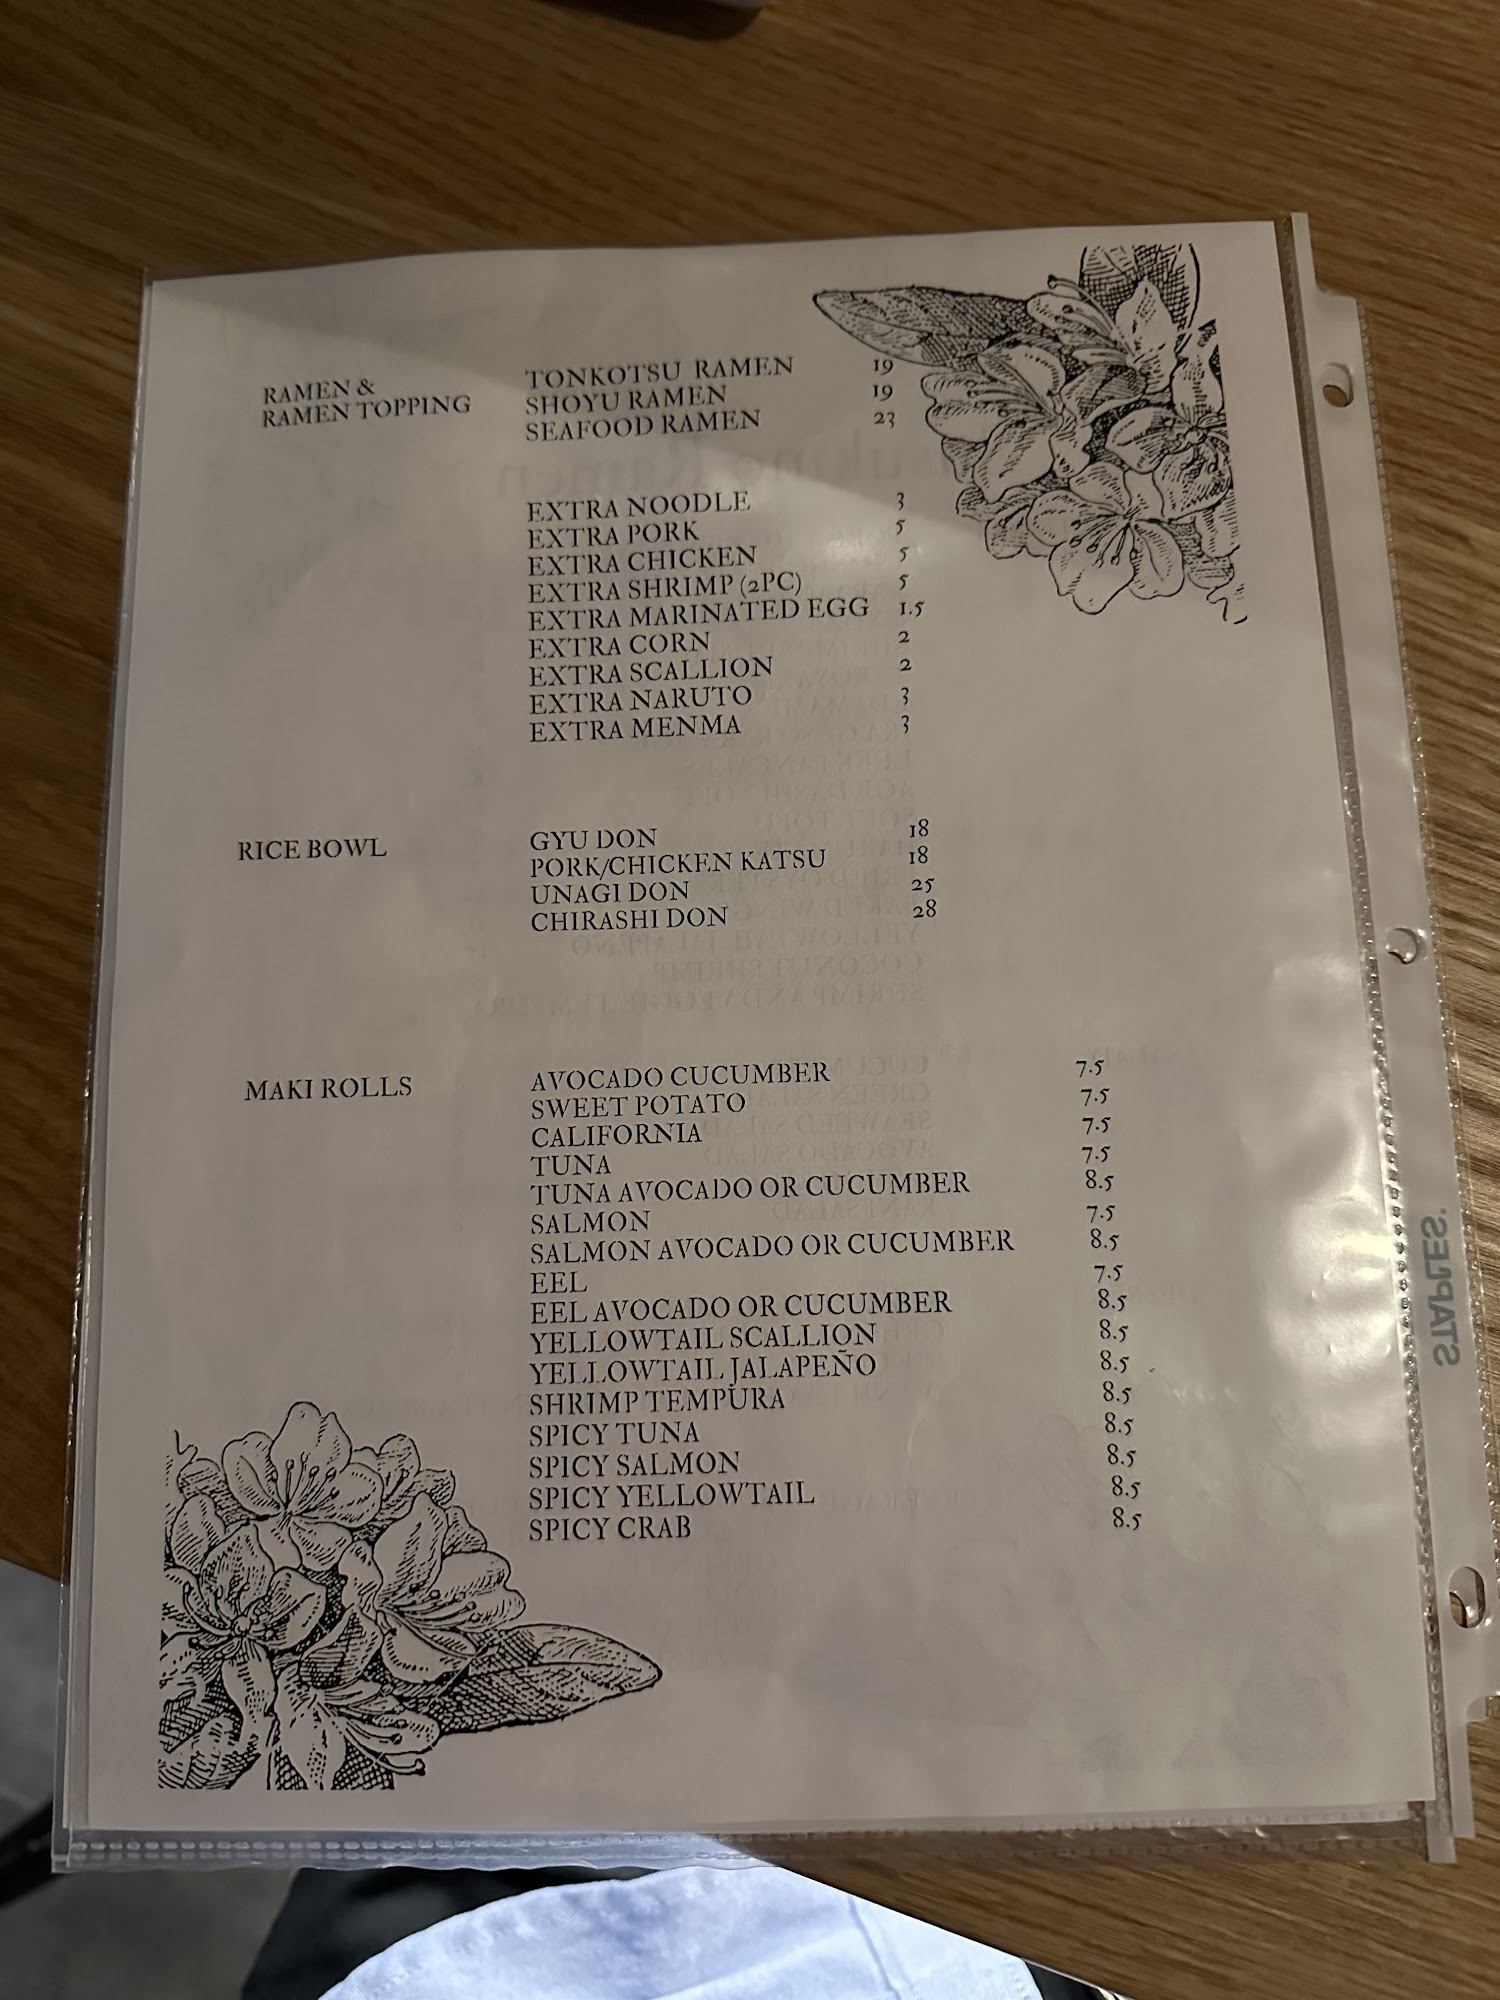 RAMEN &
RAMEN TOPPING
TONKOTSU RAMEN 19
SHOYU RAMEN 19
SEAFOOD RAMEN 23
EXTRA NOODLE 3
EXTRA PORK 5
EXTRA CHICKEN 5
EXTRA SHRIMP (2PC) 5
EXTRA MARINATED EGG 1.5
EXTRA CORN 2
EXTRA SCALLION 2
EXTRA NARUTO 3
EXTRA MENMA 3
RICE BOWL
GYU DON 18
PORK/CHICKEN KATSU 18
UNAGI DON 25
CHIRASHI DON 28
MAKI ROLLS
AVOCADO CUCUMBER 7.5
SWEET POTATO 7.5
CALIFORNIA 7.5
TUNA 7.5
TUNA AVOCADO OR CUCUMBER 8.5
SALMON 7.5
SALMON AVOCADO OR CUCUMBER 8.5
EEL 7.5
EEL AVOCADO OR CUCUMBER 8.5
YELLOWTAIL SCALLION 8.5
YELLOWTAIL JALAPEÑO 8.5
SHRIMP TEMPURA 8.5
SPICY TUNA 8.5
SPICY SALMON 8.5
SPICY YELLOWTAIL 8.5
SPICY CRAB 8.5
STAPLES